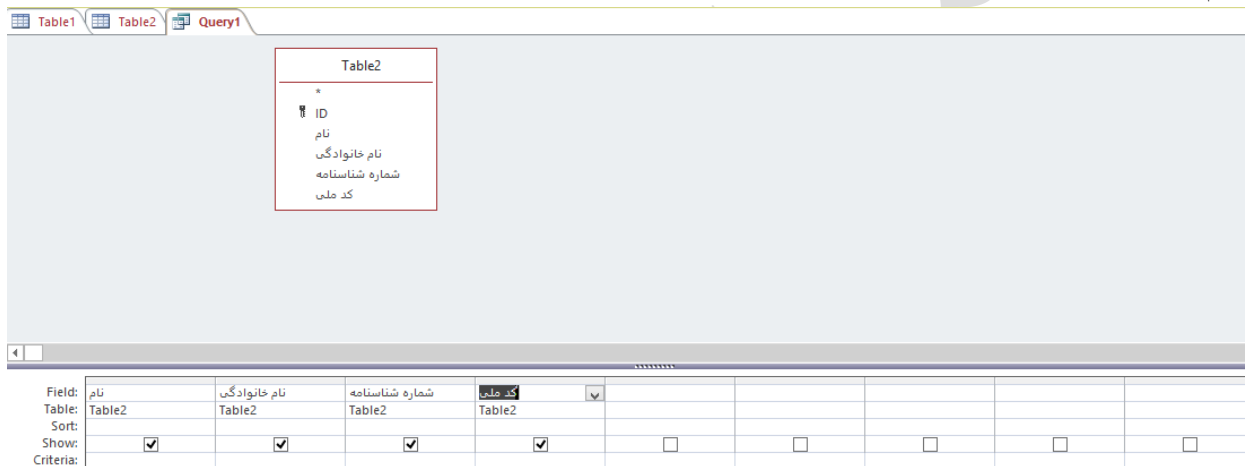 Table1 Table2 Query1
Table2
*
ID
نام
نام خانوادگی
شماره شناسنامه
کد ملی
Field: نام نام خانوادگی شماره شناسنامه کد ملی
Table: Table2 Table2 Table2 Table2
Sort:
Show:
Criteria: